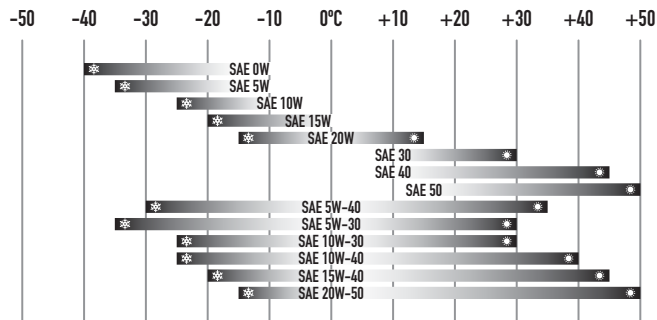 -50 -40 -30 -20 -10 0°C +10 +20 +30 +40 +50
SAE 0W
SAE 5W
SAE 10W
SAE 15W
SAE 20W
SAE 30
SAE 40
SAE 50
SAE 5W-40
SAE 5W-30
SAE 10W-30
SAE 10W-40
SAE 15W-40
SAE 20W-50